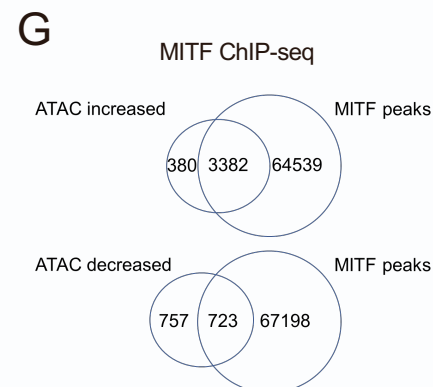 G
MITF ChIP-seq
ATAC increased MITF peaks
380 3382 64539
ATAC decreased MITF peaks
757 723 67198